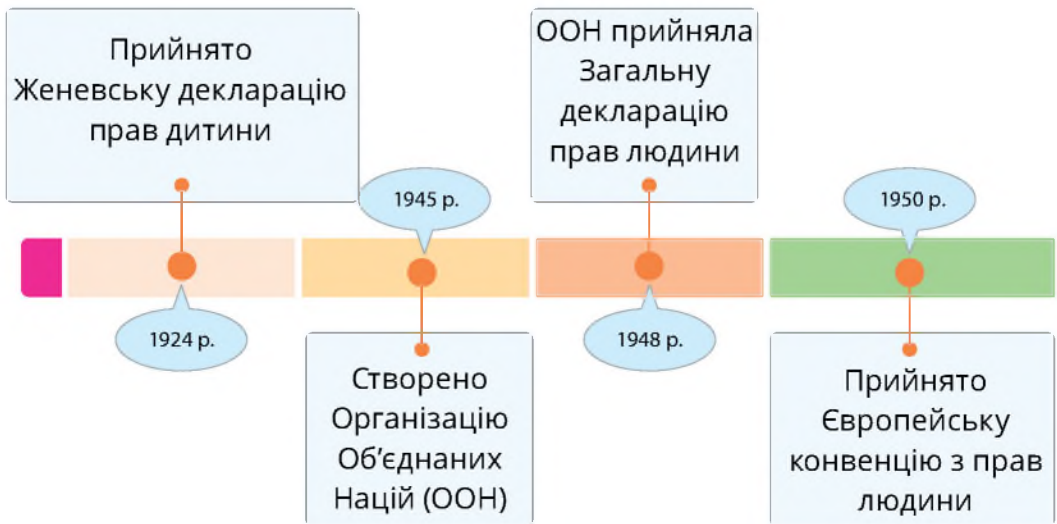 Прийнято
Женевську декларацію
прав дитини
1924 р.
1945 р.
Створено
Організацію
Об’єднаних
Націй (ООН)
ООН прийняла
Загальну
декларацію
прав людини
1948 р.
1950 р.
Прийнято
Європейську
конвенцію з прав
людини